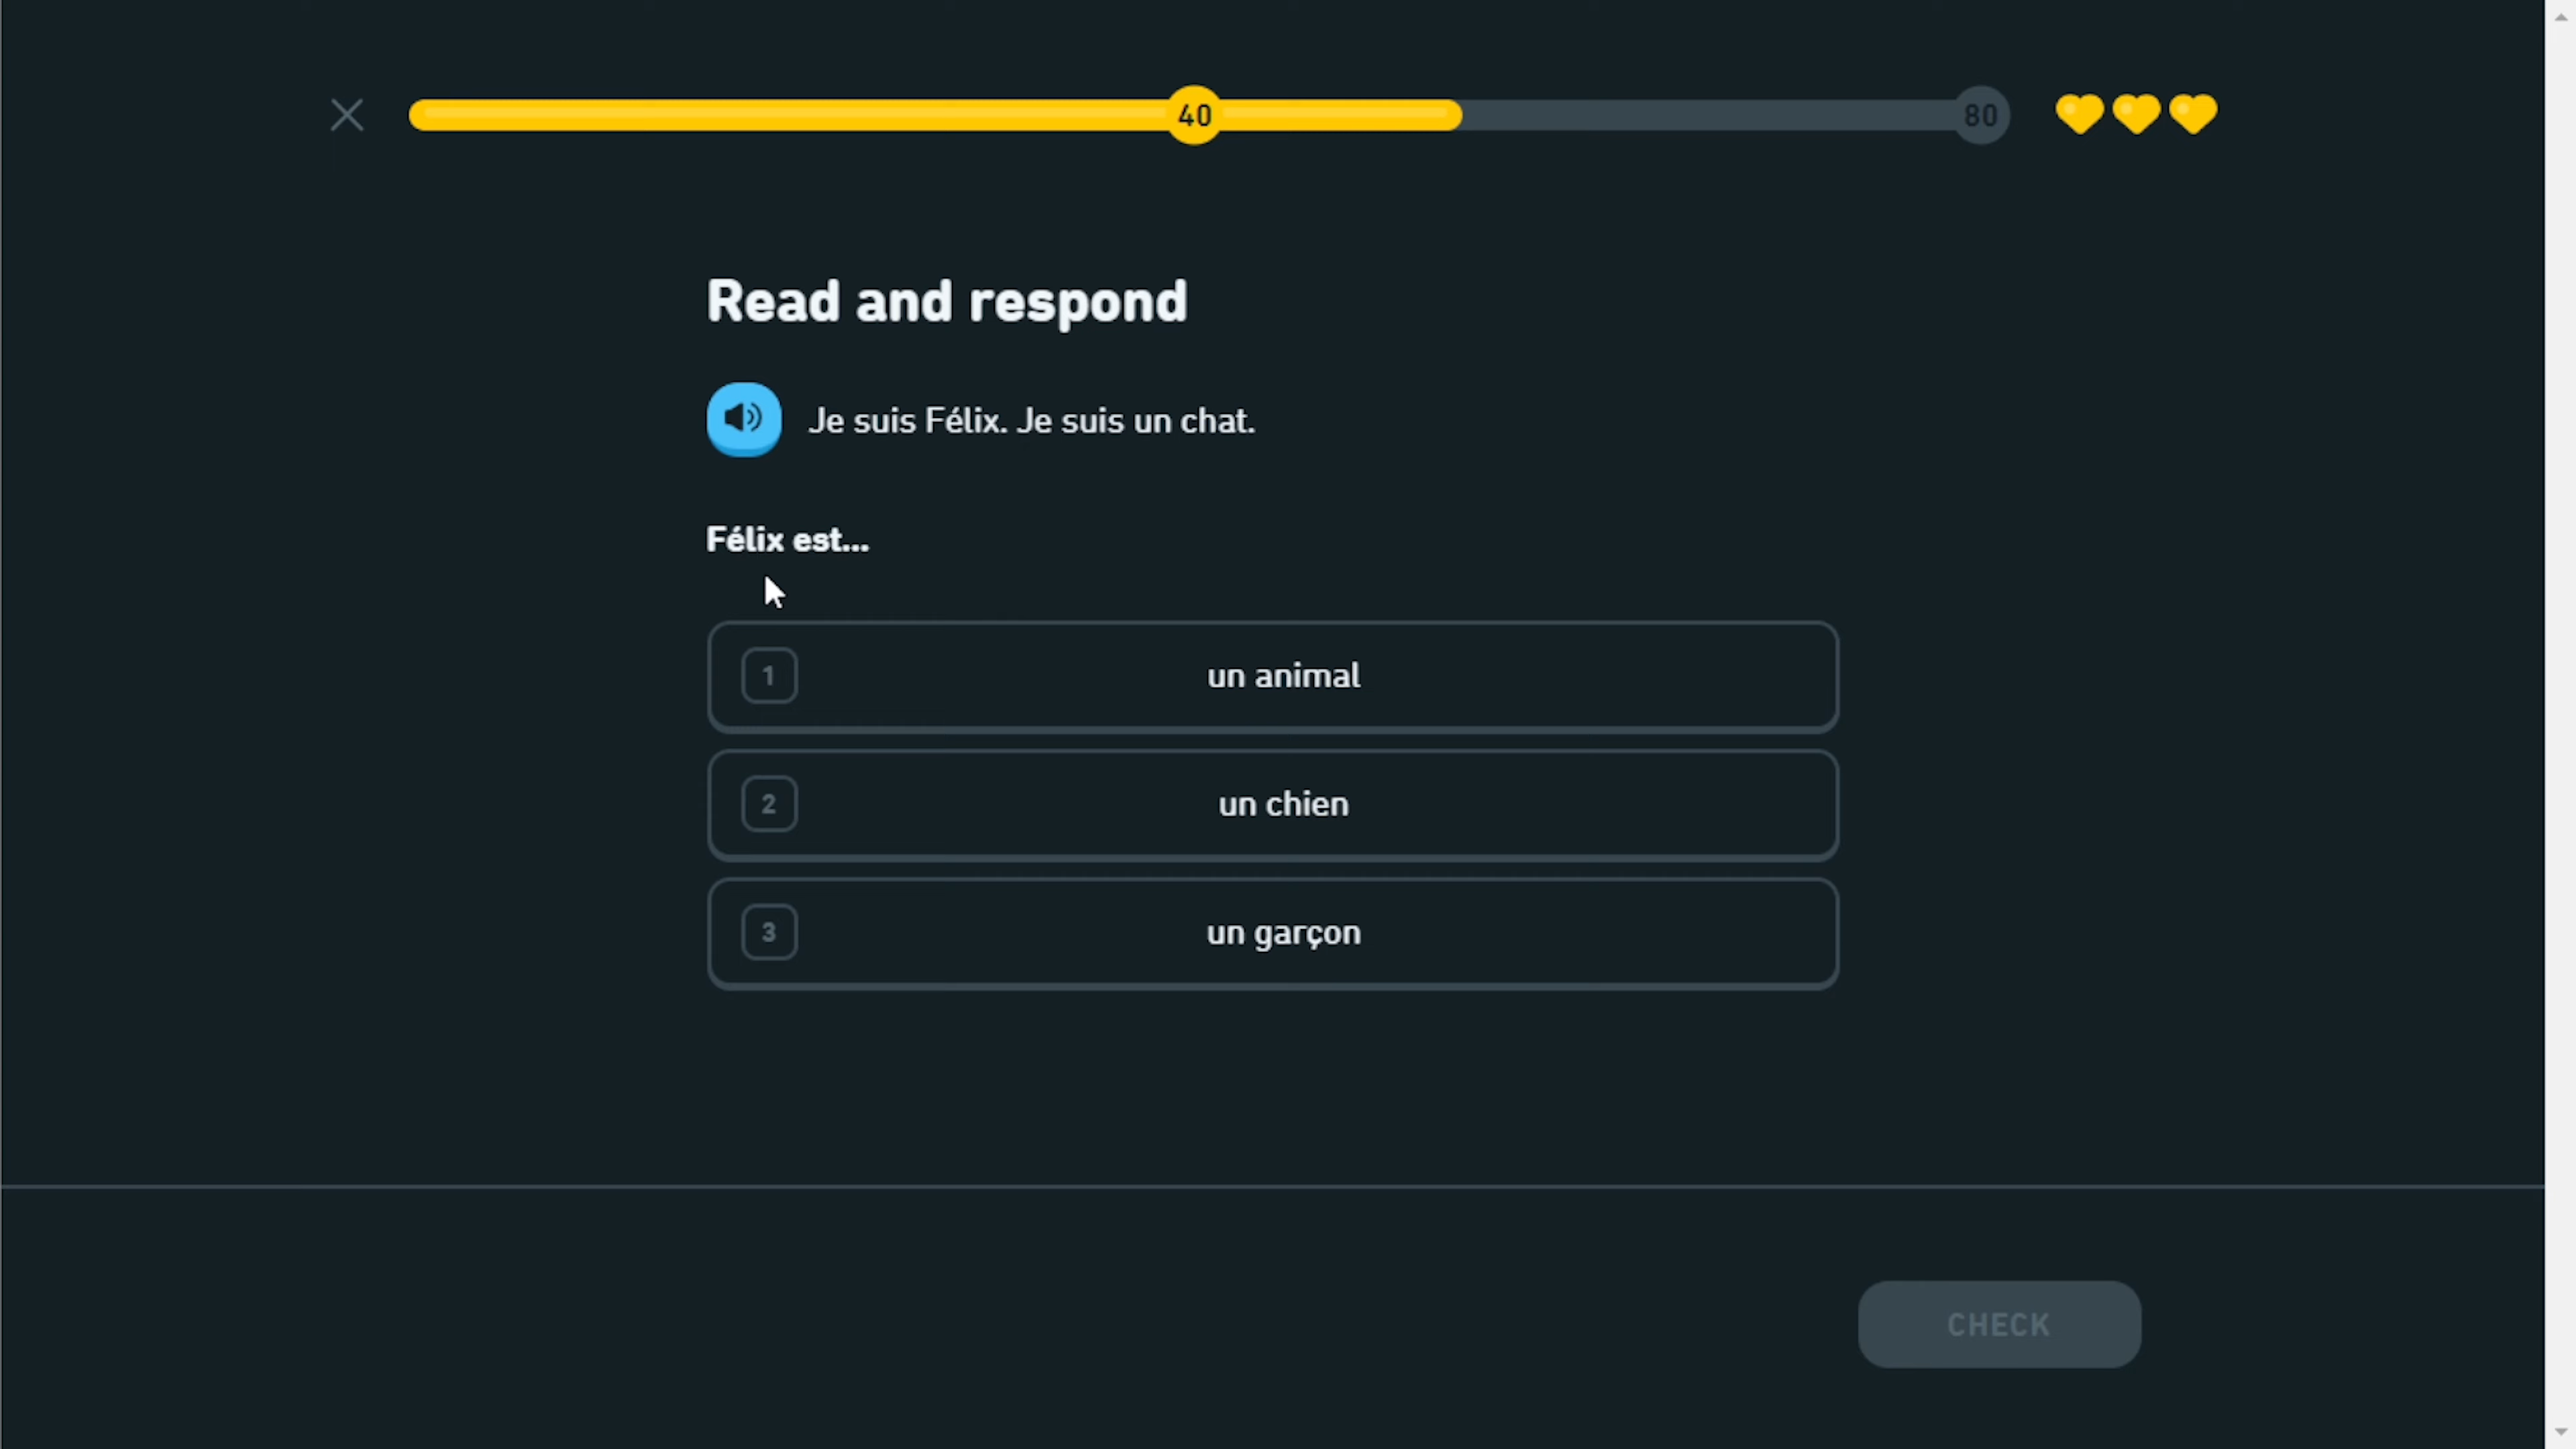 40
80
Read and respond
Je suis Félix. Je suis un chat.
Félix est...
1 un animal
2 un chien
3 un garçon
CHECK